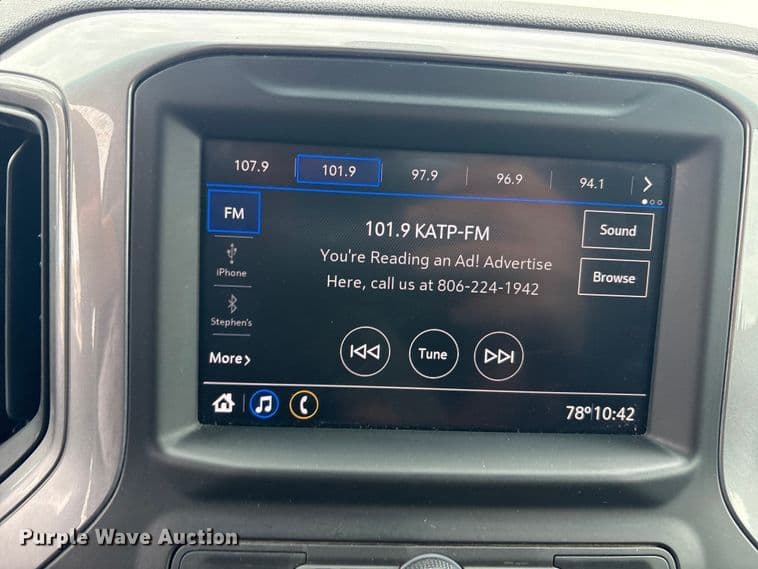 107.9 101.9 97.9 96.9 94.1
FM
101.9 KATP-FM
Sound
You're Reading an Ad! Advertise
Here, call us at 806-224-1942
Browse
iPhone
Stephen's
Tune
More
78° 10:42
Purple Wave Auction